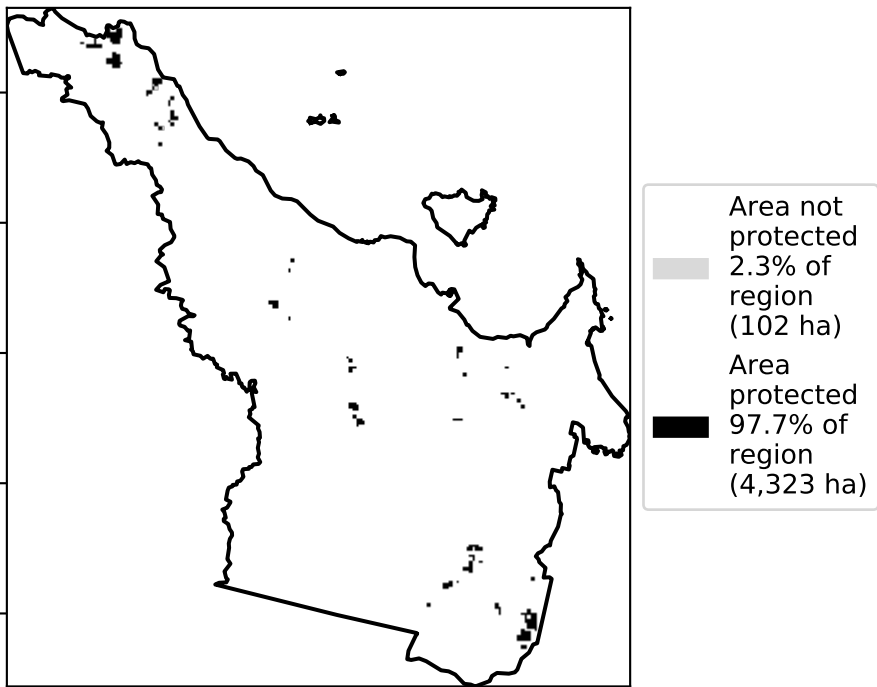 Area not
protected
2.3% of
region
(102 ha)
Area
protected
97.7% of
region
(4,323 ha)